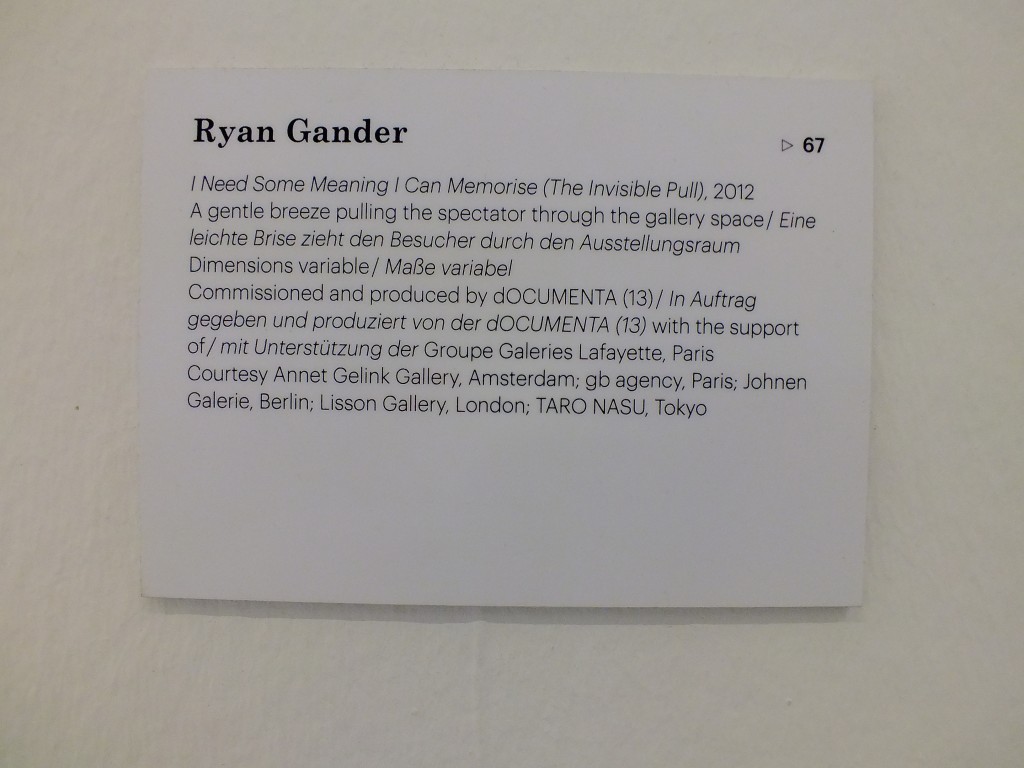 Ryan Gander
▷ 67
I Need Some Meaning I Can Memorise (The Invisible Pull), 2012
A gentle breeze pulling the spectator through the gallery space / Eine
leichte Brise zieht den Besucher durch den Ausstellungsraum
Dimensions variable / Maße variabel
Commissioned and produced by dOCUMENTA (13) / In Auftrag
gegeben und produziert von der dOCUMENTA (13) with the support
of / mit Unterstützung der Groupe Galeries Lafayette, Paris
Courtesy Annet Gelink Gallery, Amsterdam; gb agency, Paris; Johnen
Galerie, Berlin; Lisson Gallery, London; TARO NASU, Tokyo